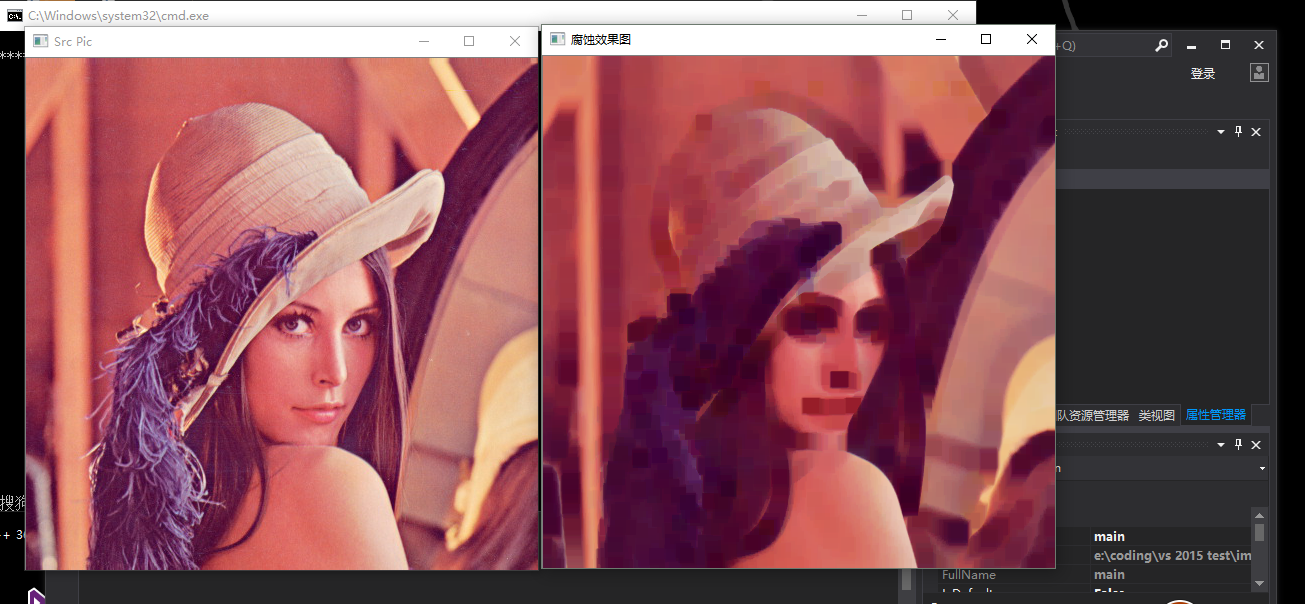 C:\Windows\system32\cmd.exe
Src Pic
腐蚀效果图
+Q)
登录
****
队资源管理器 类视图 属性管理器
n
搜狗
+ 3
main
e:\coding\vs 2015 test\im
FullName main